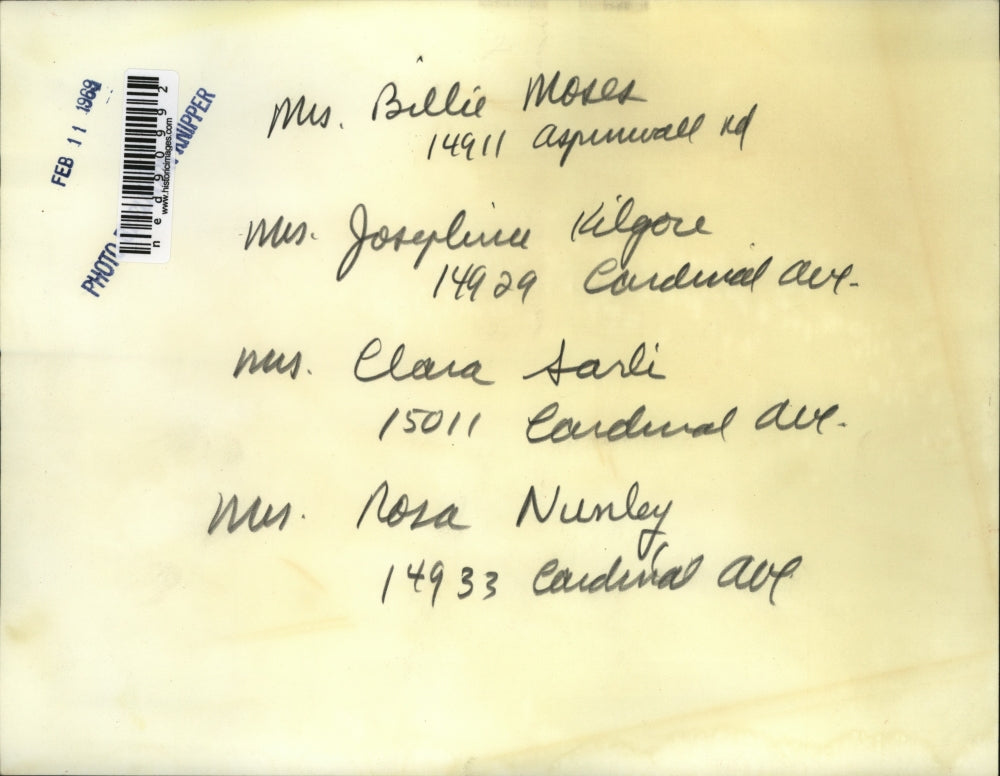 FEB 11 1969
PHOTO
KNIPPER
ned90992
www.historicimages.com
Mrs. Billie Moses
14911 Aspinwall rd
Mrs. Josephine Kilgore
14929 Cardinal Ave.
Mrs. Clara Sarli
15011 Cardinal Ave.
Mrs. Rosa Nunley
14933 Cardinal Ave